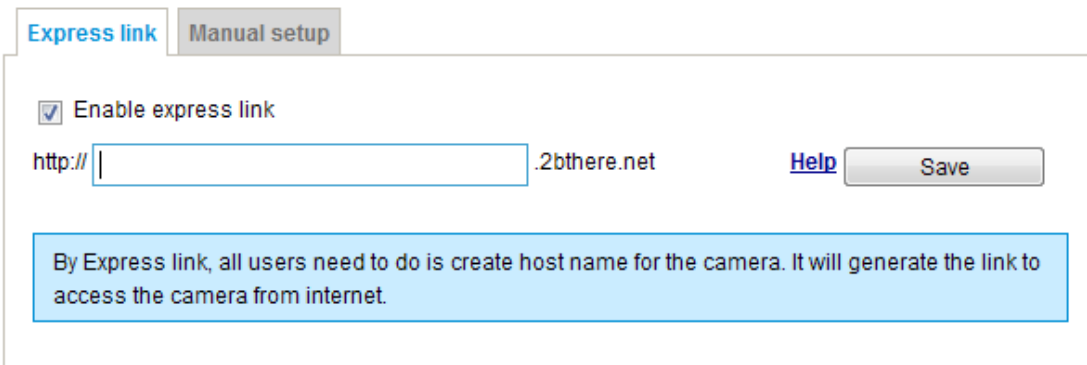 Express link Manual setup
Enable express link
http:// .2bthere.net Help Save
By Express link, all users need to do is create host name for the camera. It will generate the link to
access the camera from internet.